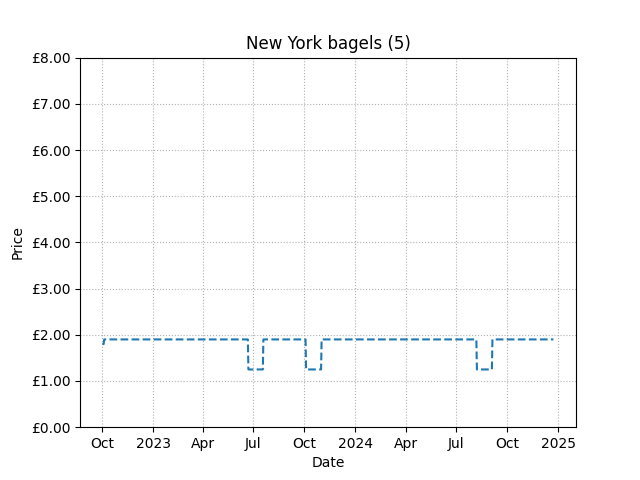 New York bagels (5)
£8.00
£7.00
£6.00
£5.00
£4.00
£3.00
£2.00
£1.00
£0.00
Price
Oct 2023 Apr Jul Oct 2024 Apr Jul Oct 2025
Date